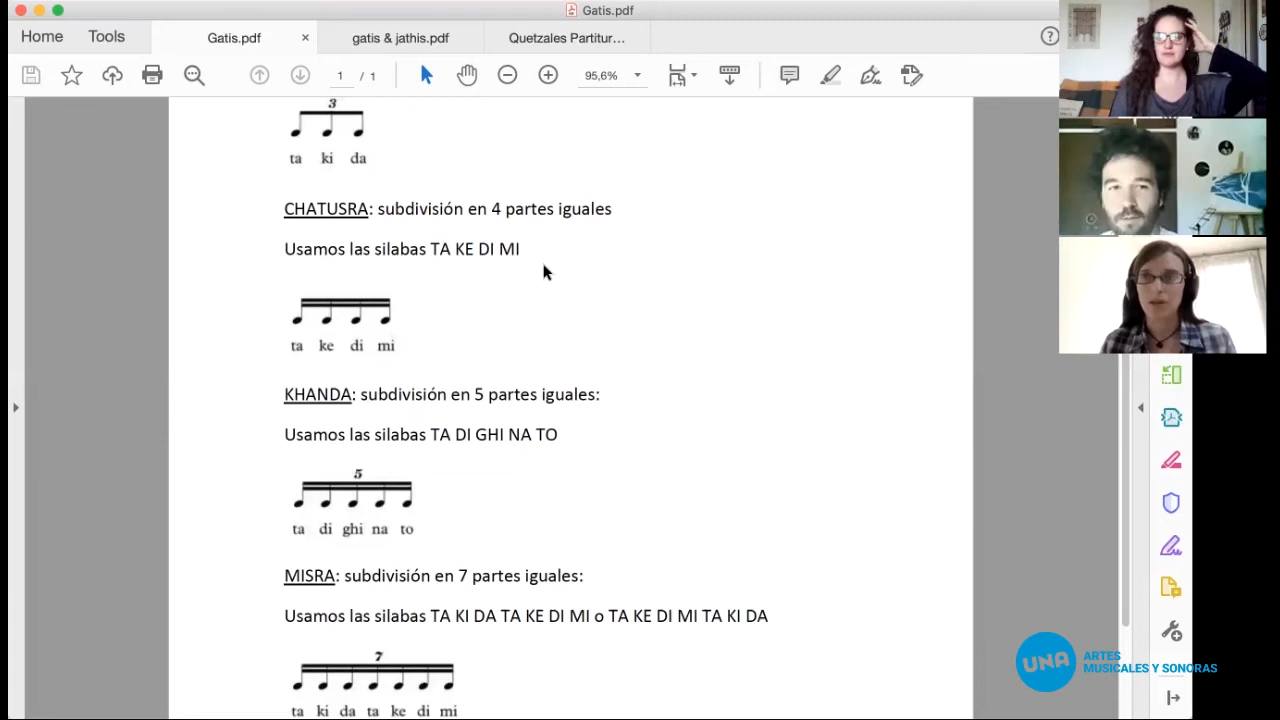 Gatis.pdf
Home
Tools
Gatis.pdf
gatis & jathis.pdf
Quetzales Partitur...
1 / 1
95,6%
3
ta ki da
CHATUSRA: subdivisión en 4 partes iguales
Usamos las silabas TA KE DI MI
ta ke di mi
KHANDA: subdivisión en 5 partes iguales:
Usamos las silabas TA DI GHI NA TO
5
ta di ghi na to
MISRA: subdivisión en 7 partes iguales:
Usamos las silabas TA KI DA TA KE DI MI o TA KE DI MI TA KI DA
7
ta ki da ta ke di mi
UNA
ARTES
MUSICALES Y SONORAS